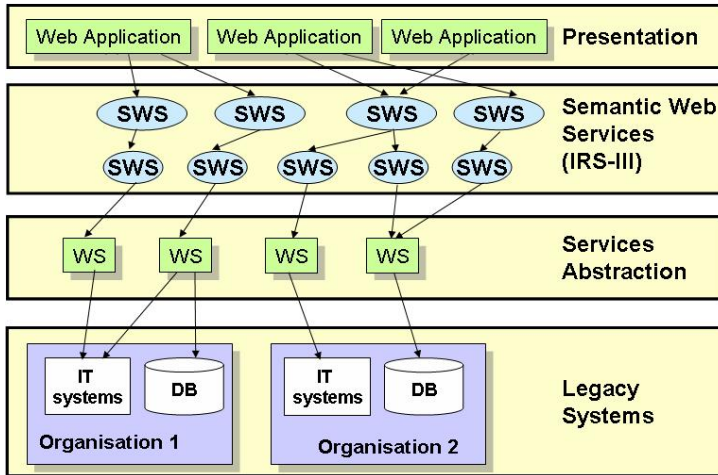 Web Application
Web Application
Web Application
Presentation
SWS
SWS
SWS
SWS
Semantic Web
Services
(IRS-III)
SWS
SWS
SWS
SWS
SWS
WS
WS
WS
WS
Services
Abstraction
IT
systems
DB
Organisation 1
IT
systems
DB
Organisation 2
Legacy
Systems